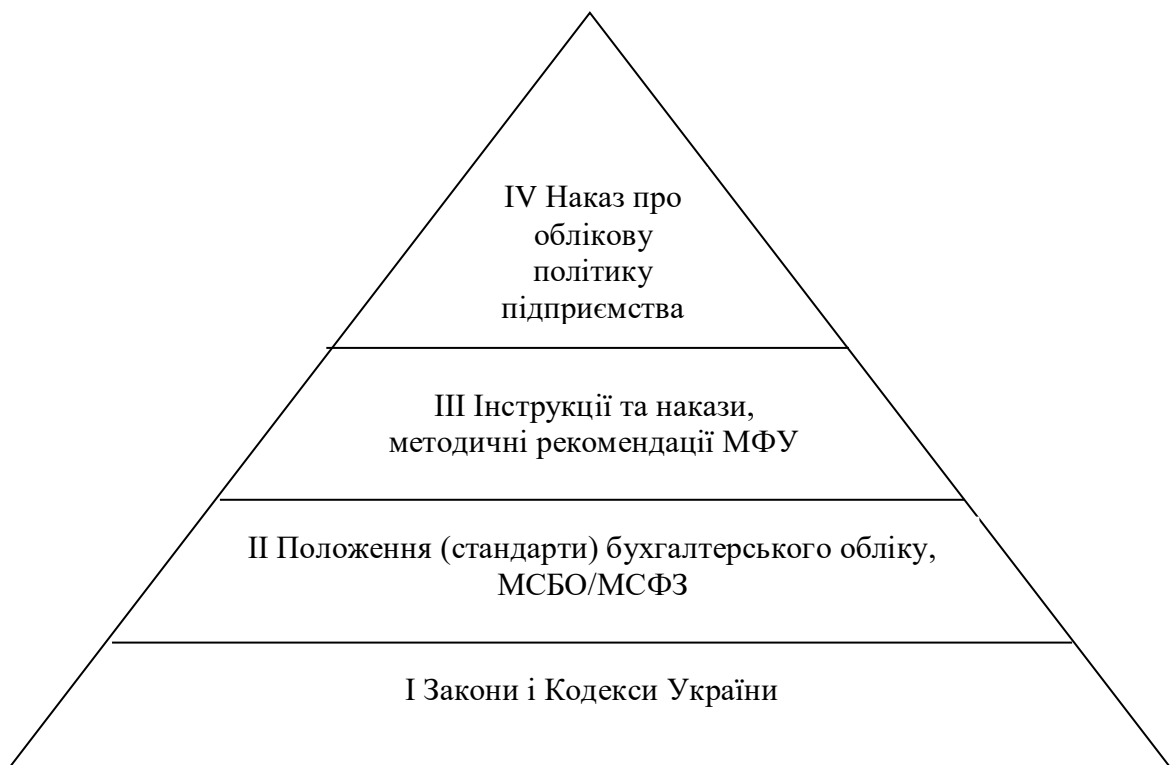 IV Наказ про
облікову
політику
підприємства
III Інструкції та накази,
методичні рекомендації МФУ
II Положення (стандарти) бухгалтерського обліку,
МСБО/МСФЗ
I Закони і Кодекси України